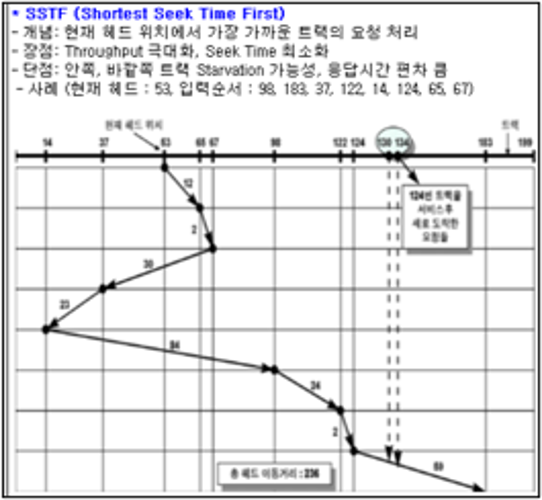 * SSTF (Shortest Seek Time First)
- 개념: 현재 헤드 위치에서 가장 가까운 트랙의 요청 처리
- 장점: Throughput 극대화, Seek Time 최소화
- 단점: 안쪽, 바깥쪽 트랙 Starvation 가능성, 응답시간 편차 큼
- 사례 (현재 헤드 : 53, 입력순서 : 98, 183, 37, 122, 14, 124, 65, 67)
현재 헤드 위치
트랙
14 37 53 65 67 122 124 130 134 183 199
12
124번 트랙을
서비스후
새로 도착한
요청들
2
30
23
84
24
2
59
총 헤드 이동거리 : 236